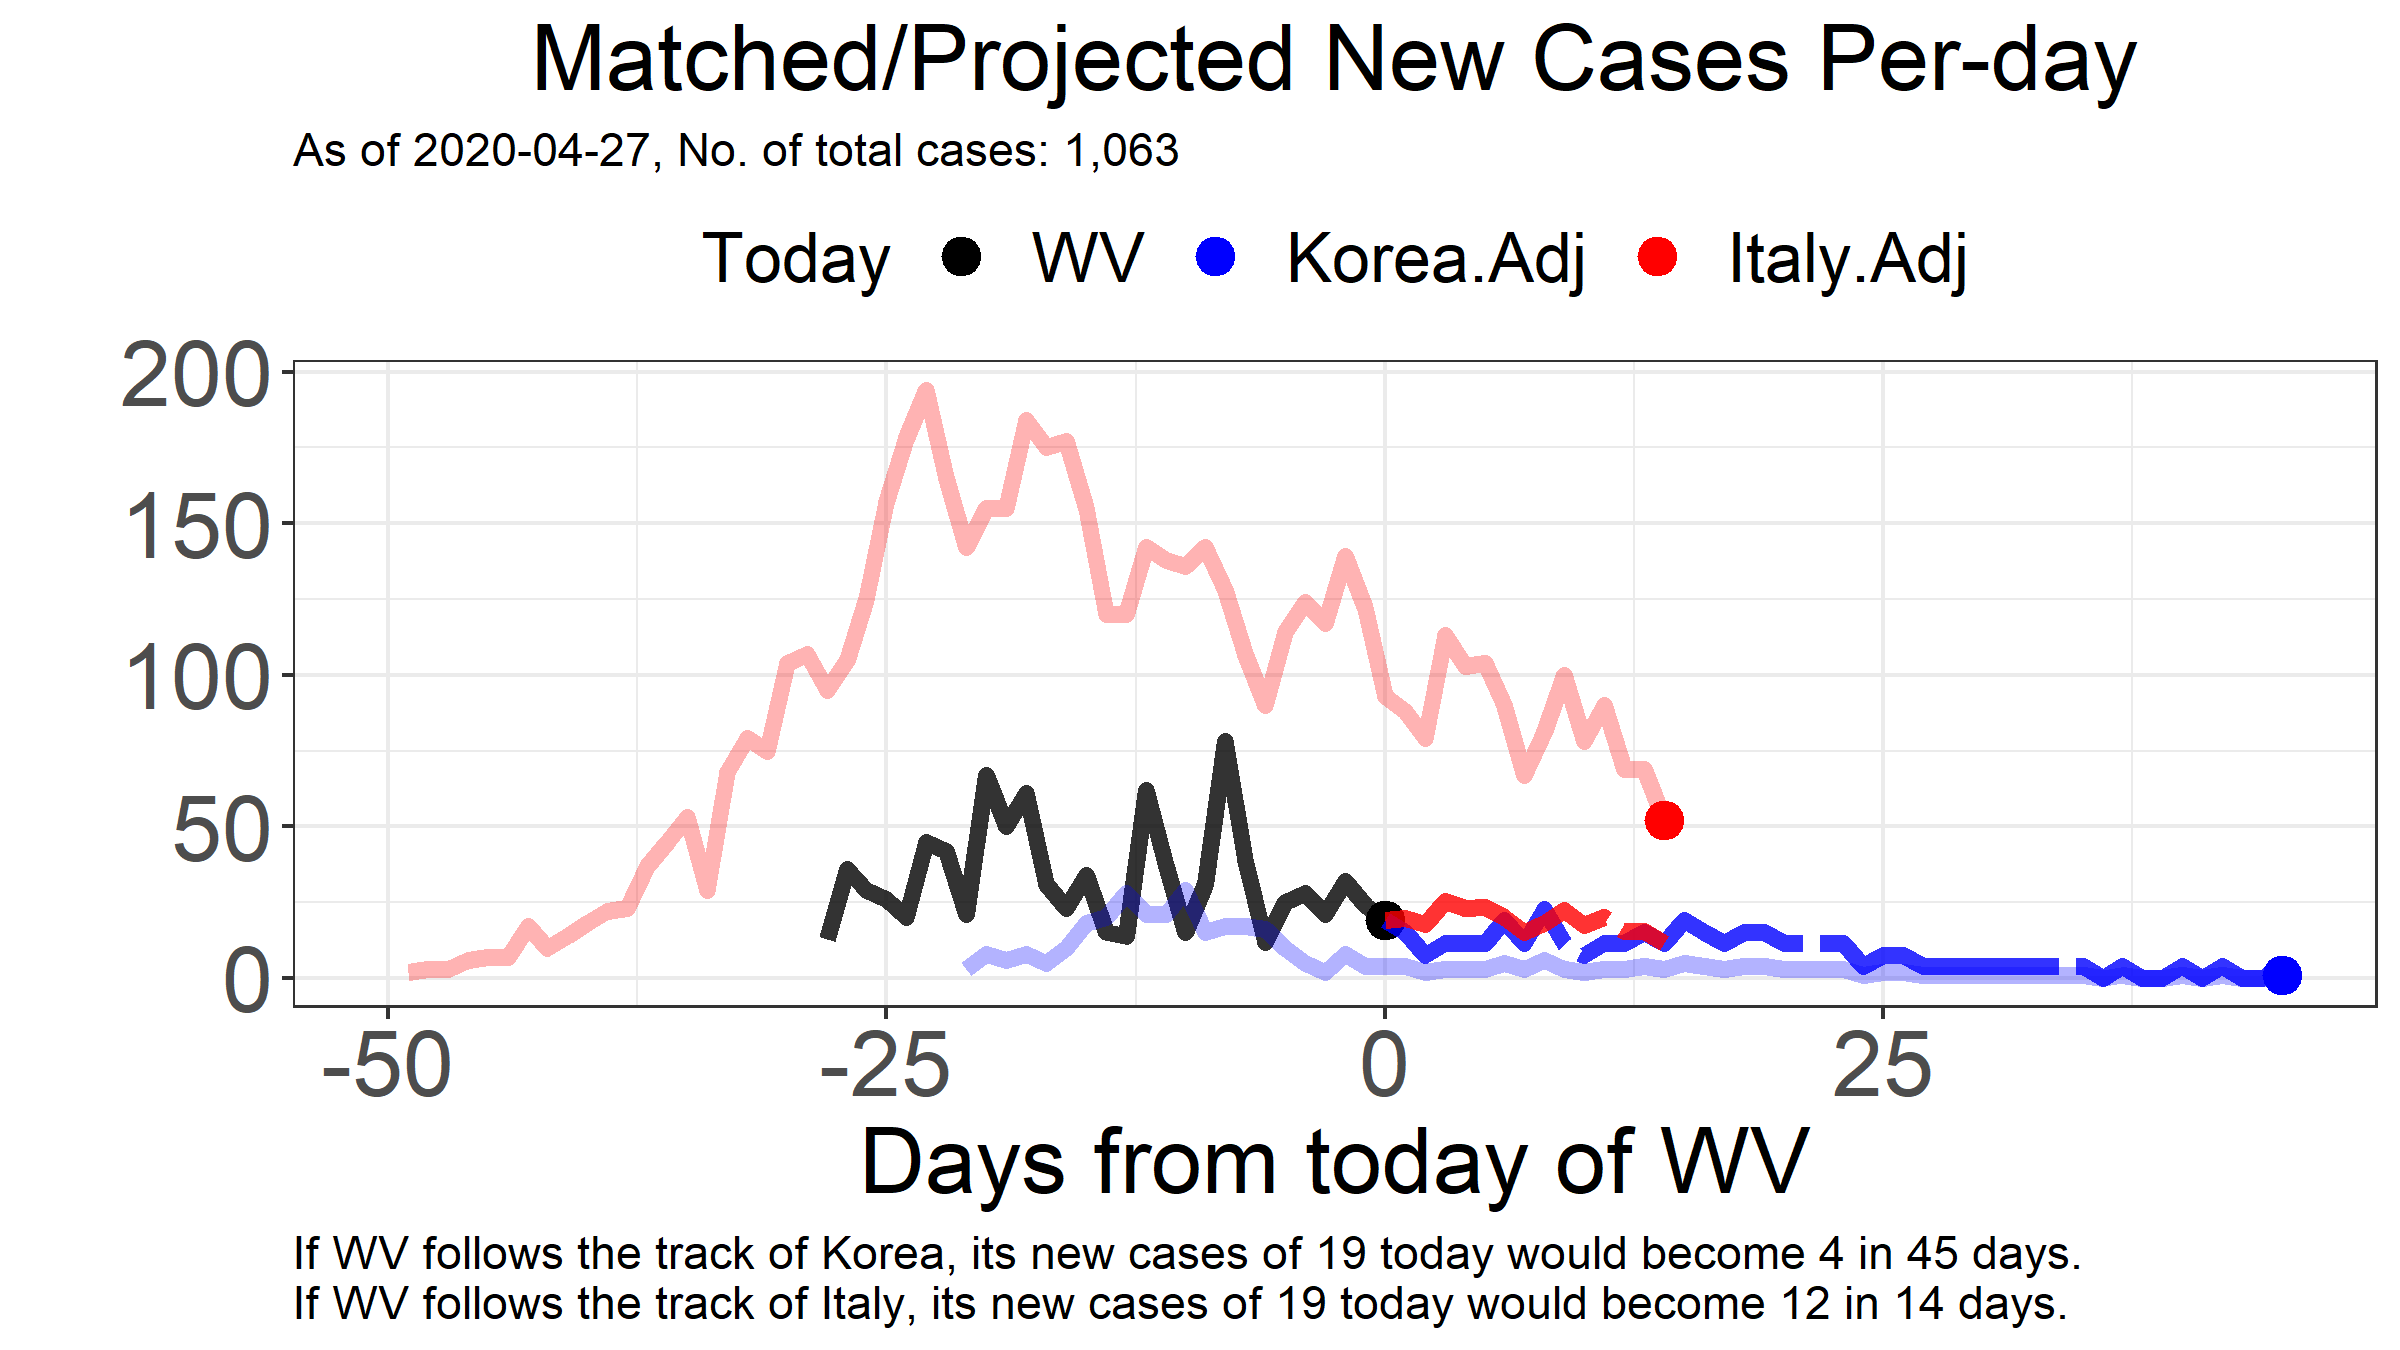 Matched/Projected New Cases Per-day
As of 2020-04-27, No. of total cases: 1,063
Today WV Korea.Adj Italy.Adj
200
150
100
50
0
-50 -25 0 25
Days from today of WV
If WV follows the track of Korea, its new cases of 19 today would become 4 in 45 days.
If WV follows the track of Italy, its new cases of 19 today would become 12 in 14 days.